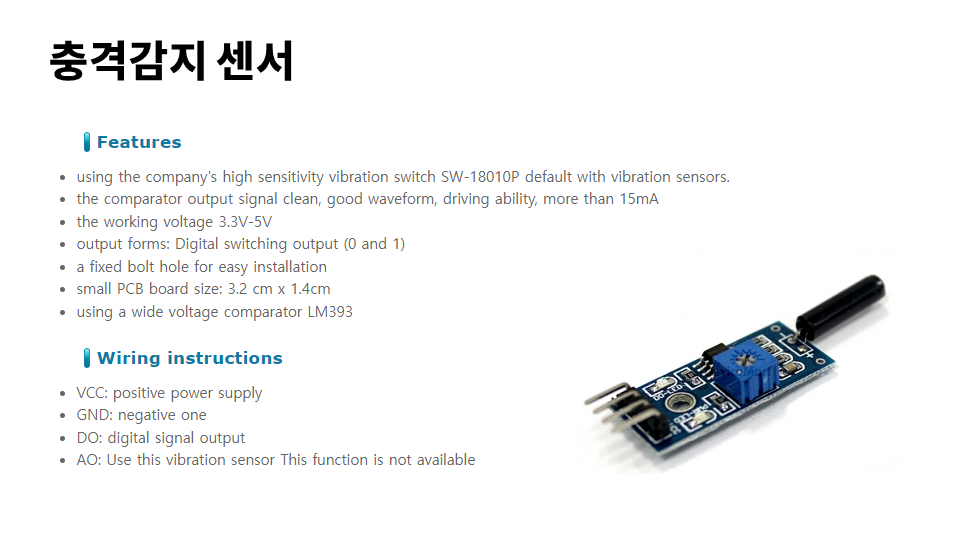 충격감지 센서
Features
using the company's high sensitivity vibration switch SW-18010P default with vibration sensors.
the comparator output signal clean, good waveform, driving ability, more than 15mA
the working voltage 3.3V-5V
output forms: Digital switching output (0 and 1)
a fixed bolt hole for easy installation
small PCB board size: 3.2 cm x 1.4cm
using a wide voltage comparator LM393
Wiring instructions
VCC: positive power supply
GND: negative one
DO: digital signal output
AO: Use this vibration sensor This function is not available
DO-LED